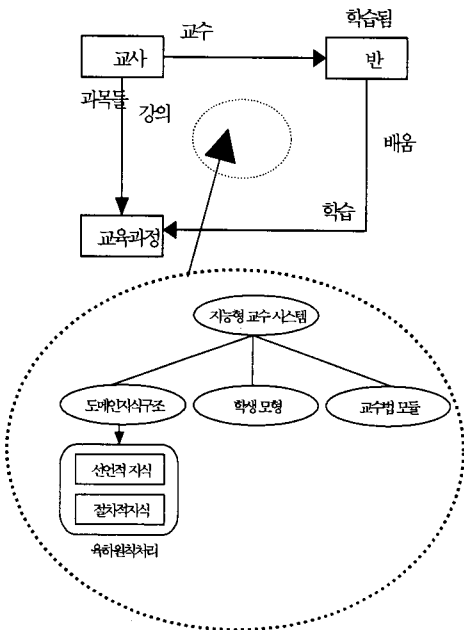 학습됨
교수
교사
반
과목들
강의
배움
학습
교육과정
지능형 교수 시스템
도메인지식구조
학생 모형
교수법 모듈
선언적 지식
절차적지식
육하원칙처리